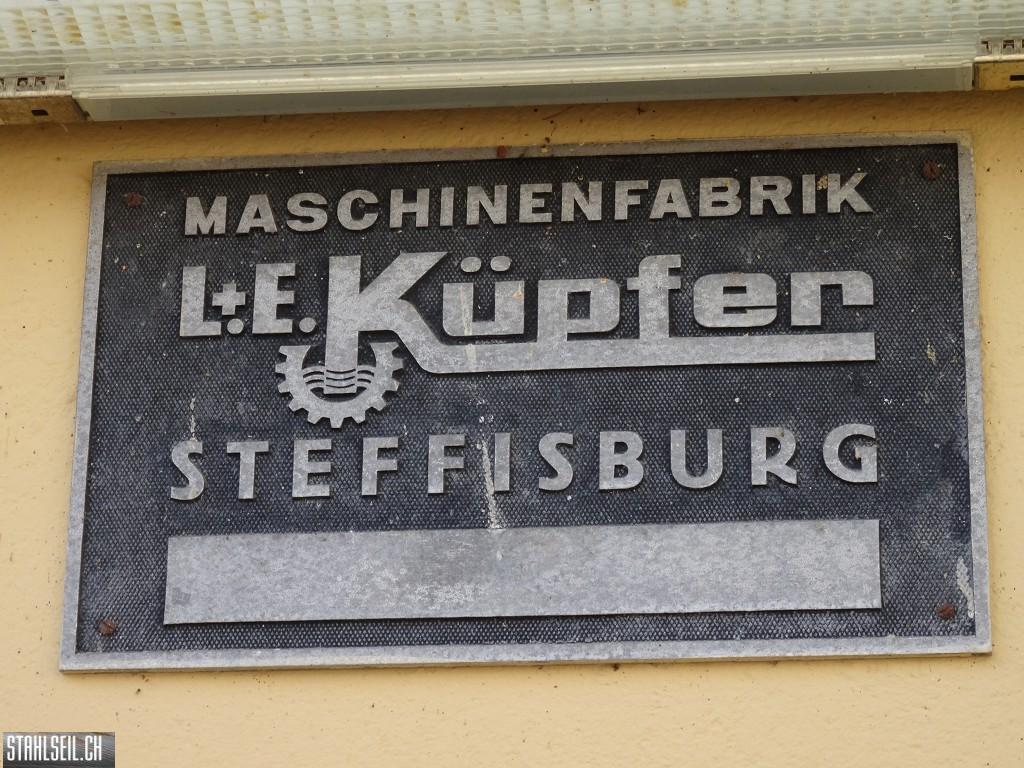 MASCHINENFABRIK
L.+E. Küpfer
STEFFISBURG
STAHLSEIL.CH